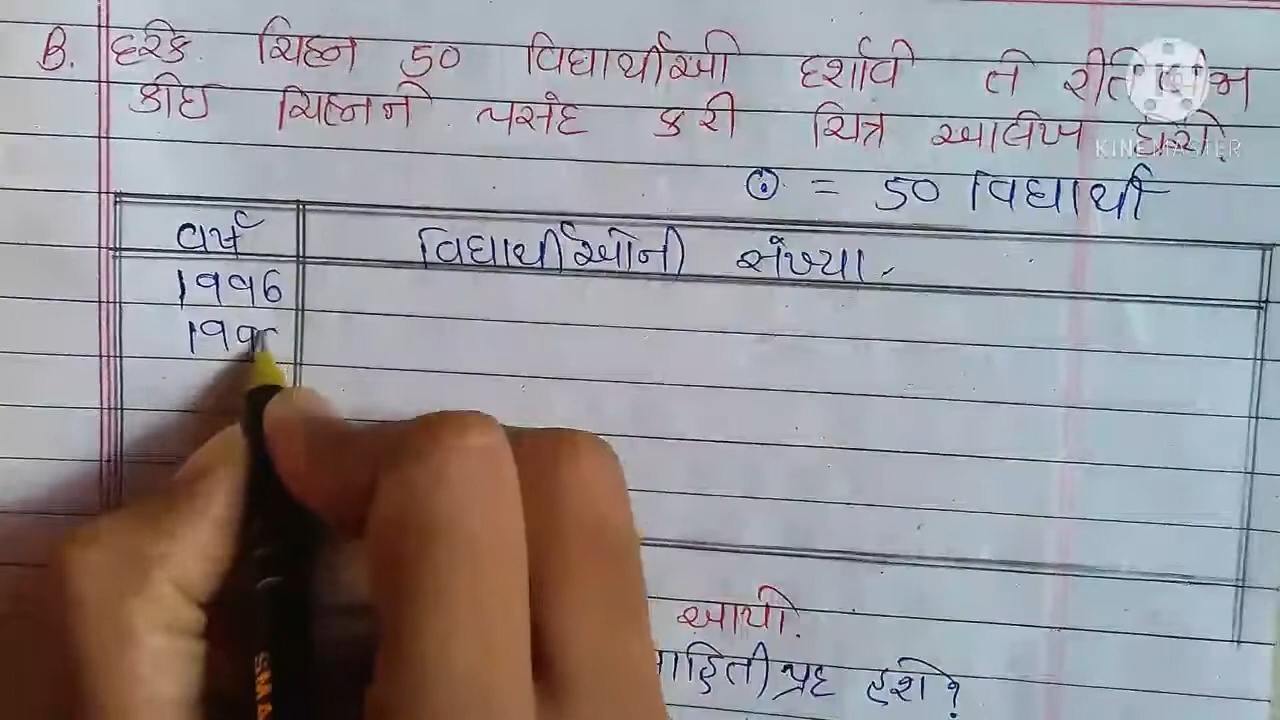 B. દરેક ચિહ્ન 50 વિદ્યાર્થીઓ દર્શાવે તે રીતે
કોઇ ચિહ્નને પસંદ કરી ચિત્ર આલેખ દોરો.
KINEMASTER
= 50 વિદ્યાર્થી
વર્ષ વિદ્યાર્થીઓની સંખ્યા
1996
આપો.
માહિતીપ્રદ હશે?